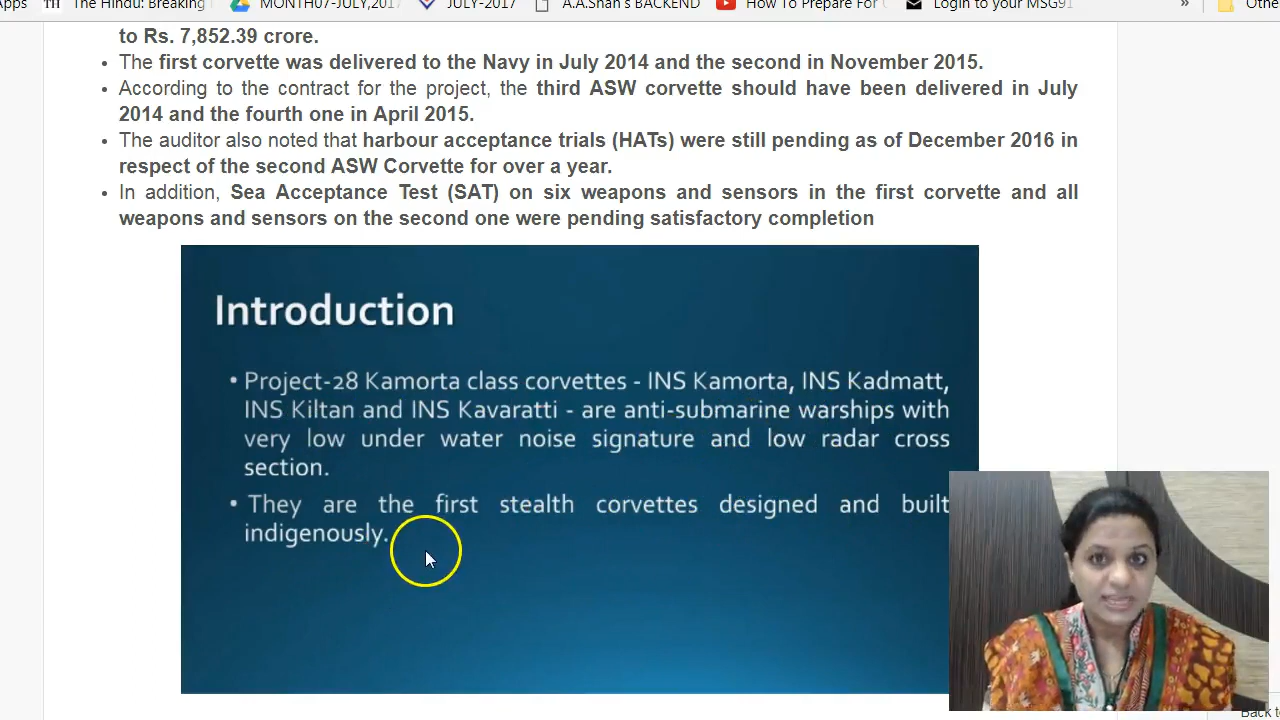 Apps TH The Hindu: Breaking MONTH07-JULY,2017 JULY-2017 A.A.Shah's BACKEND How To Prepare For Login to your MSG91 » Othe
to Rs. 7,852.39 crore.
• The first corvette was delivered to the Navy in July 2014 and the second in November 2015.
• According to the contract for the project, the third ASW corvette should have been delivered in July
2014 and the fourth one in April 2015.
• The auditor also noted that harbour acceptance trials (HATs) were still pending as of December 2016 in
respect of the second ASW Corvette for over a year.
• In addition, Sea Acceptance Test (SAT) on six weapons and sensors in the first corvette and all
weapons and sensors on the second one were pending satisfactory completion
Introduction
• Project-28 Kamorta class corvettes - INS Kamorta, INS Kadmatt,
INS Kiltan and INS Kavaratti - are anti-submarine warships with
very low under water noise signature and low radar cross
section.
• They are the first stealth corvettes designed and built
indigenously.
Back to